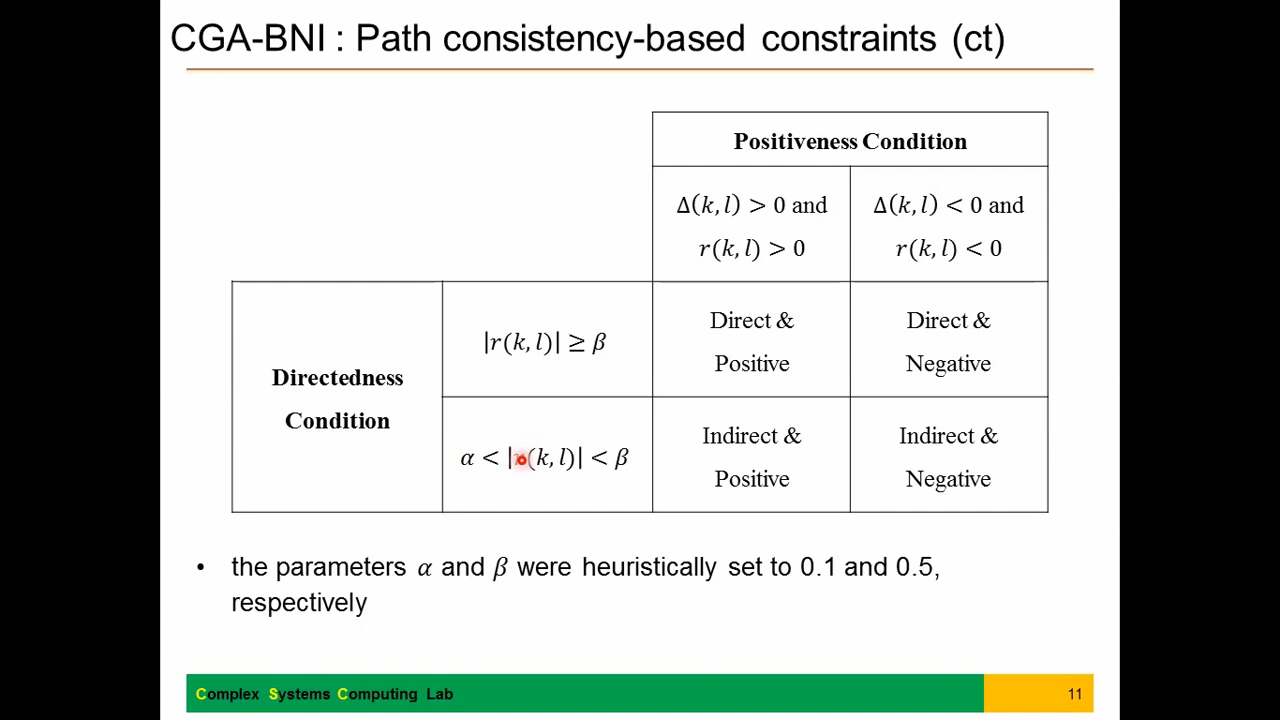 CGA-BNI : Path consistency-based constraints (ct)
Positiveness Condition
Δ(k, l) > 0 and
r(k, l) > 0
Δ(k, l) < 0 and
r(k, l) < 0
Directedness
Condition
|r(k, l)| ≥ β
Direct &
Positive
Direct &
Negative
α < |r(k, l)| < β
Indirect &
Positive
Indirect &
Negative
• the parameters α and β were heuristically set to 0.1 and 0.5,
respectively
Complex Systems Computing Lab
11